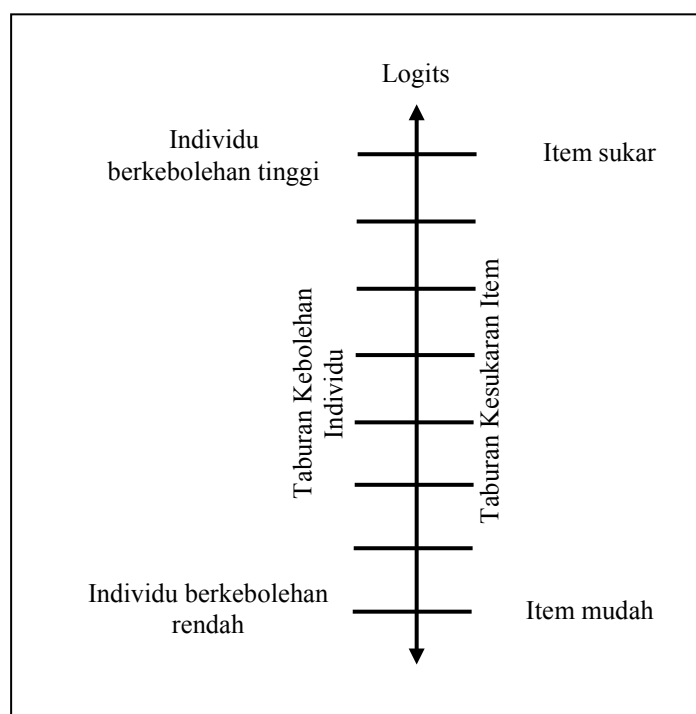 Logits
Individu
berkebolehan tinggi
Item sukar
Taburan Kebolehan
Individu
Taburan Kesukaran Item
Individu berkebolehan
rendah
Item mudah